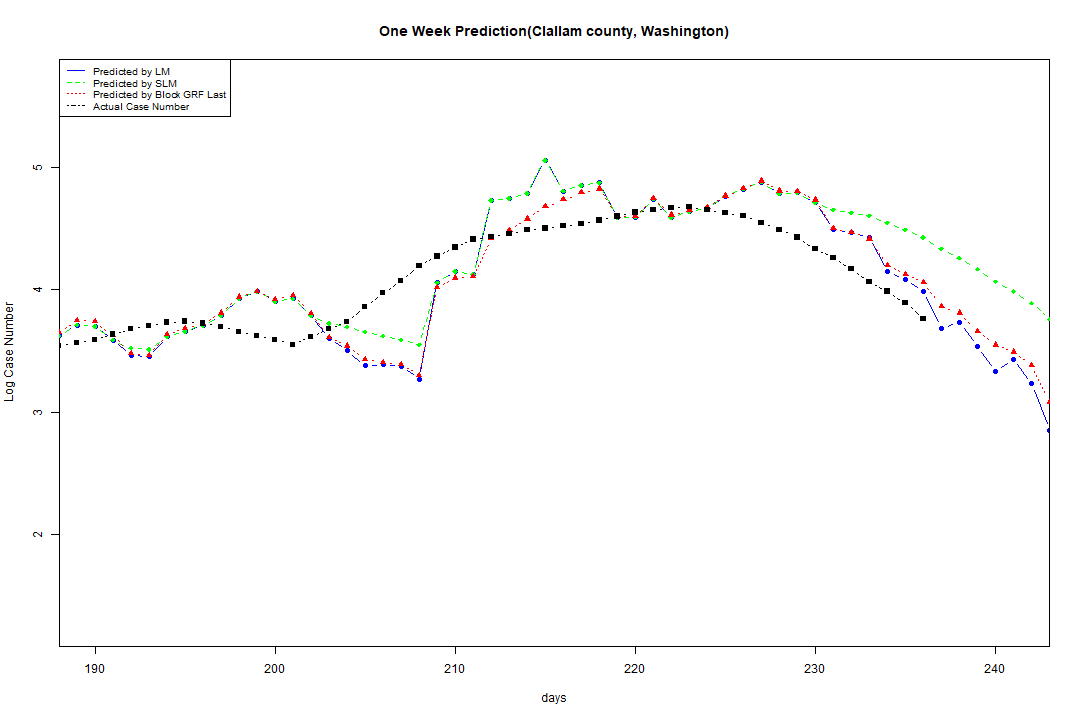 One Week Prediction(Clallam county, Washington)
Predicted by LM
Predicted by SLM
Predicted by Block GRF Last
Actual Case Number
5
4
3
2
Log Case Number
190 200 210 220 230 240
days